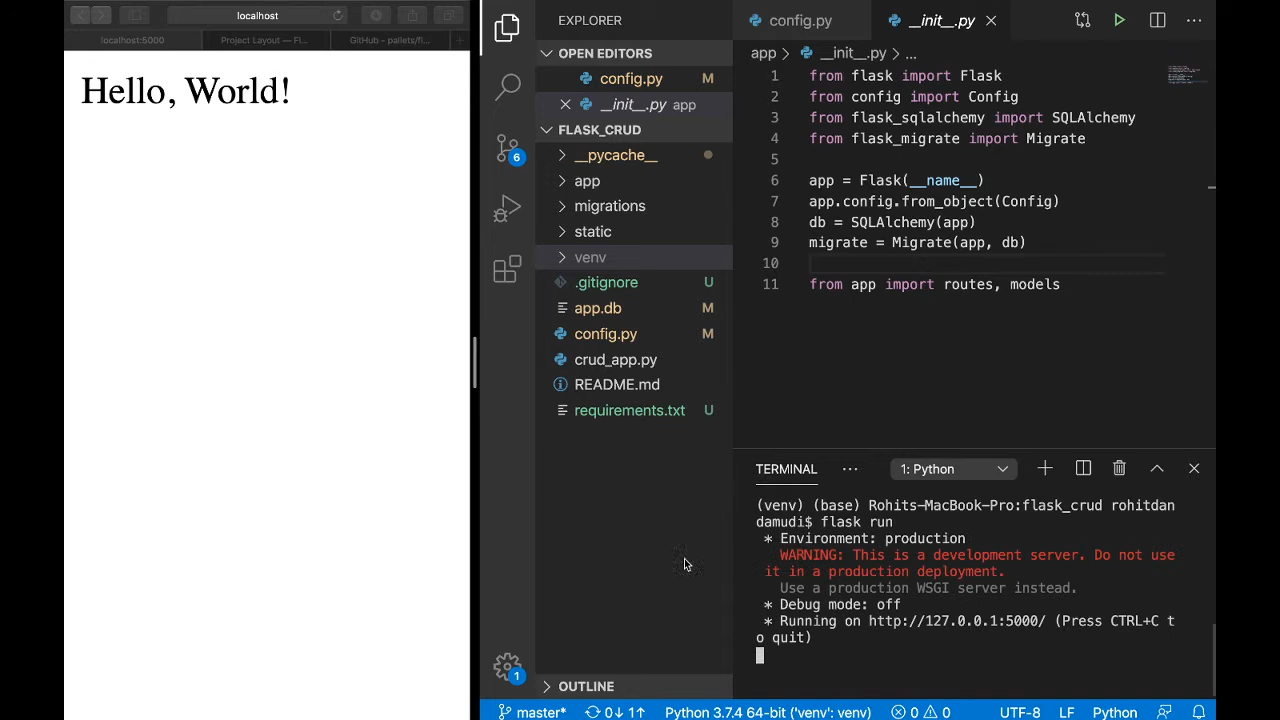 localhost
localhost:5000
Project Layout — Fl...
GitHub - pallets/fl...
Hello, World!
EXPLORER
OPEN EDITORS
config.py M
__init__.py app
FLASK_CRUD
__pycache__
app
migrations
static
venv
.gitignore U
app.db M
config.py M
crud_app.py
README.md
requirements.txt U
OUTLINE
6
1
config.py
__init__.py
app > __init__.py > ...
1 from flask import Flask
2 from config import Config
3 from flask_sqlalchemy import SQLAlchemy
4 from flask_migrate import Migrate
5
6 app = Flask(__name__)
7 app.config.from_object(Config)
8 db = SQLAlchemy(app)
9 migrate = Migrate(app, db)
10
11 from app import routes, models
TERMINAL ... 1: Python
(venv) (base) Rohits-MacBook-Pro:flask_crud rohitdan
damudi$ flask run
* Environment: production
WARNING: This is a development server. Do not use
it in a production deployment.
Use a production WSGI server instead.
* Debug mode: off
* Running on http://127.0.0.1:5000/ (Press CTRL+C t
o quit)
master* 0↓ 1↑ Python 3.7.4 64-bit ('venv': venv) 0 0 UTF-8 LF Python